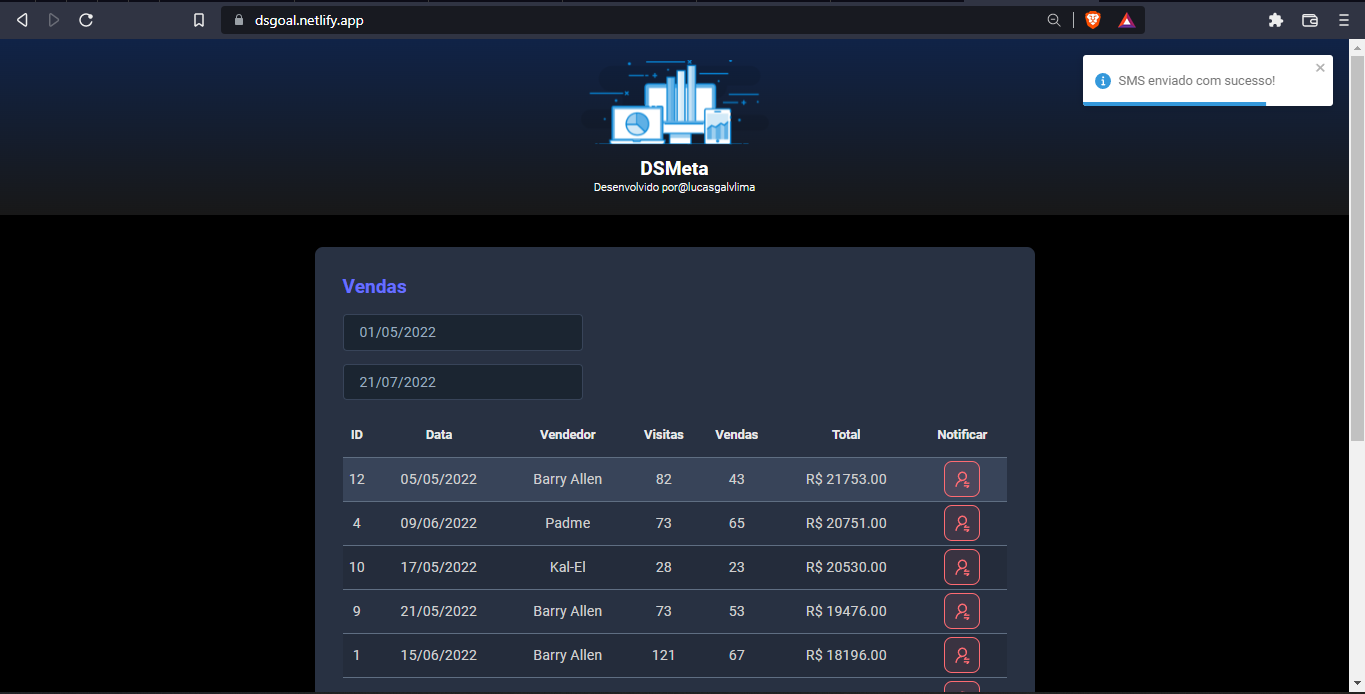 dsgoal.netlify.app
SMS enviado com sucesso!
DSMeta
Desenvolvido por@lucasgalvlima
Vendas
01/05/2022
21/07/2022
ID Data Vendedor Visitas Vendas Total Notificar
12 05/05/2022 Barry Allen 82 43 R$ 21753.00
4 09/06/2022 Padme 73 65 R$ 20751.00
10 17/05/2022 Kal-El 28 23 R$ 20530.00
9 21/05/2022 Barry Allen 73 53 R$ 19476.00
1 15/06/2022 Barry Allen 121 67 R$ 18196.00